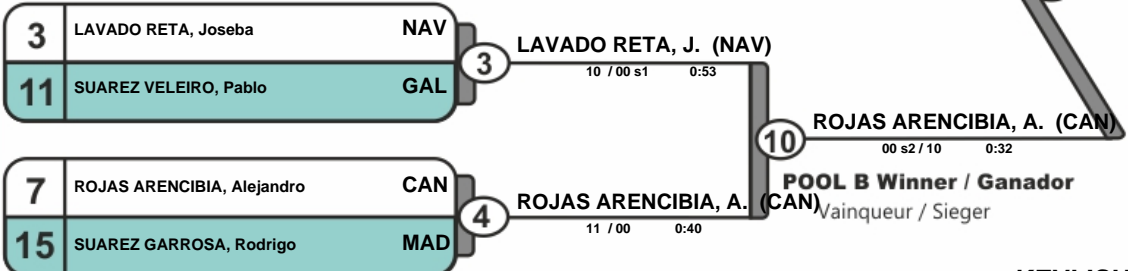 3 LAVADO RETA, Joseba NAV
11 SUAREZ VELEIRO, Pablo GAL
3
LAVADO RETA, J. (NAV)
10 / 00 s1 0:53
7 ROJAS ARENCIBIA, Alejandro CAN
15 SUAREZ GARROSA, Rodrigo MAD
4
ROJAS ARENCIBIA, A. (CAN)
11 / 00 0:40
10
ROJAS ARENCIBIA, A. (CAN)
00 s2 / 10 0:32
POOL B Winner / Ganador
Vainqueur / Sieger